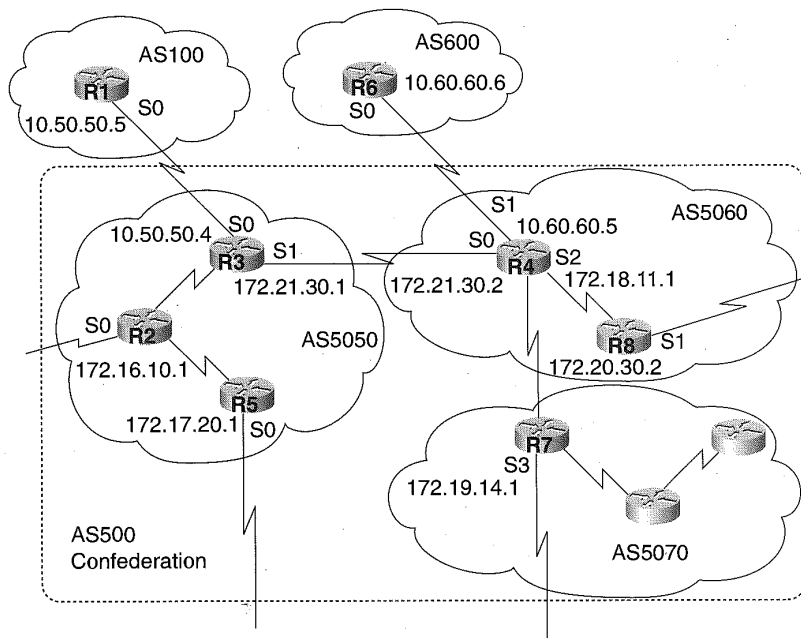 AS100
R1
S0
10.50.50.5
AS600
R6
10.60.60.6
S0
S0
10.50.50.4
R3
S1
172.21.30.1
S0
R2
172.16.10.1
AS5050
R5
172.17.20.1
S0
S1
10.60.60.5
AS5060
S0
R4
S2
172.21.30.2
172.18.11.1
R8
S1
172.20.30.2
R7
S3
172.19.14.1
AS5070
AS500
Confederation